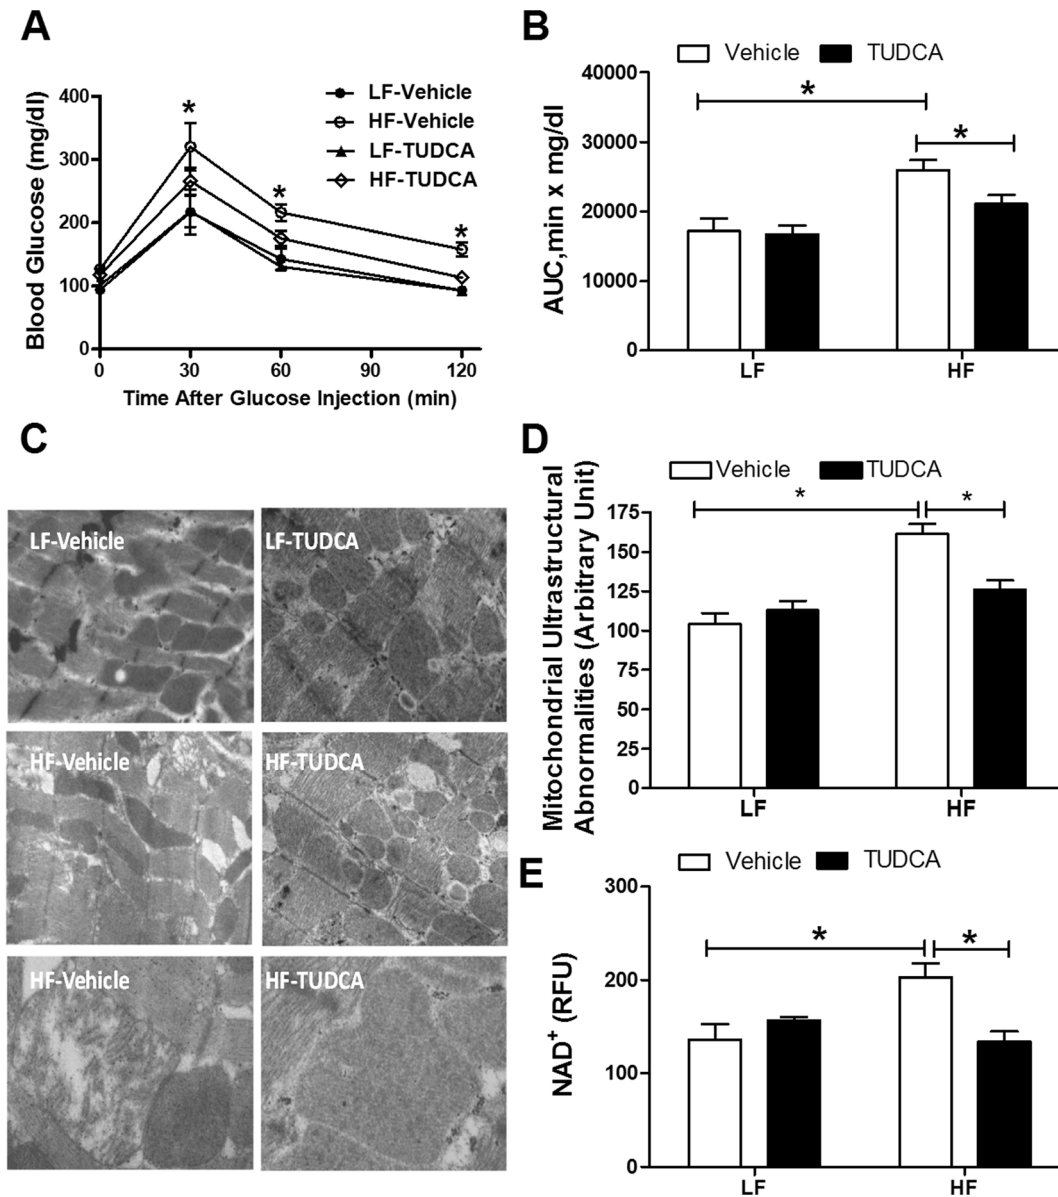 A
Blood Glucose (mg/dl)
400
300
200
100
0
*
*
*
LF-Vehicle
HF-Vehicle
LF-TUDCA
HF-TUDCA
0
30
60
90
120
Time After Glucose Injection (min)
B
Vehicle
TUDCA
AUC,min x mg/dl
40000
30000
20000
10000
0
*
*
LF
HF
C
LF-Vehicle
LF-TUDCA
HF-Vehicle
HF-TUDCA
HF-Vehicle
HF-TUDCA
D
Vehicle
TUDCA
Mitochondrial Ultrastructural
Abnormalities (Arbitrary Unit)
175
150
125
100
75
50
25
0
*
*
LF
HF
E
Vehicle
TUDCA
NAD⁺ (RFU)
300
200
100
0
*
*
LF
HF